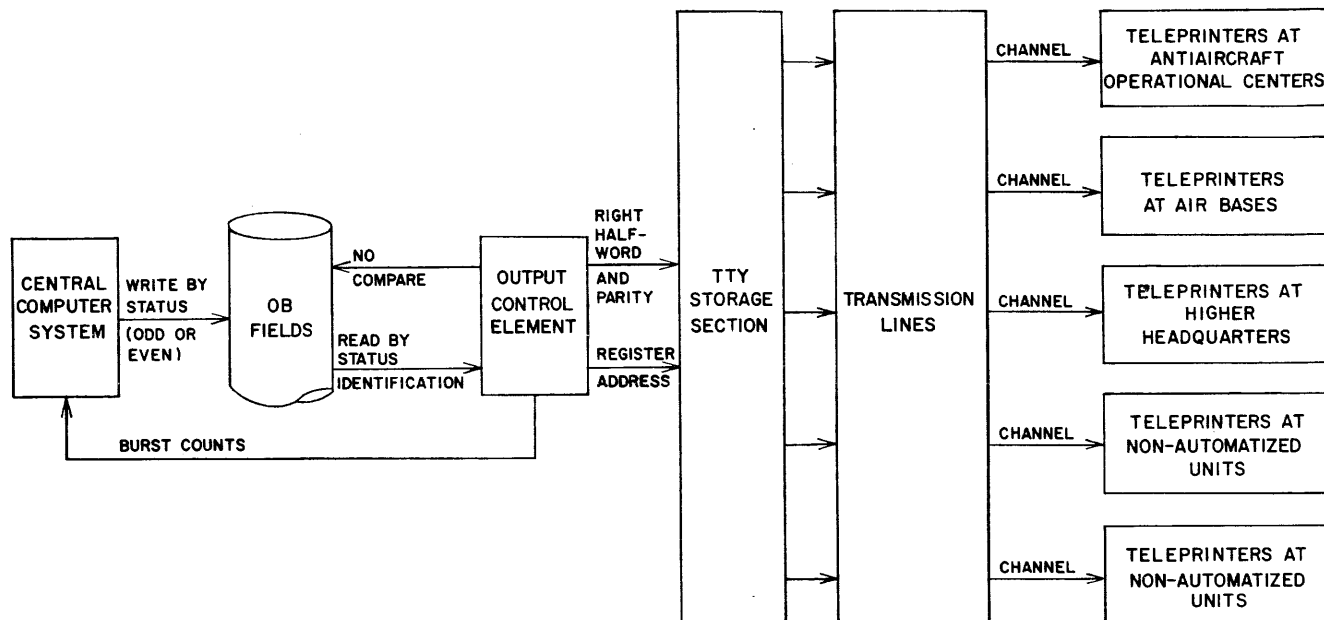 CENTRAL
COMPUTER
SYSTEM
WRITE BY
STATUS
(ODD OR
EVEN)
OB
FIELDS
NO
COMPARE
READ BY
STATUS
IDENTIFICATION
BURST COUNTS
OUTPUT
CONTROL
ELEMENT
RIGHT
HALF-
WORD
AND
PARITY
REGISTER
ADDRESS
TTY
STORAGE
SECTION
TRANSMISSION
LINES
CHANNEL
TELEPRINTERS AT
ANTIAIRCRAFT
OPERATIONAL CENTERS
CHANNEL
TELEPRINTERS
AT AIR BASES
CHANNEL
TELEPRINTERS AT
HIGHER
HEADQUARTERS
CHANNEL
TELEPRINTERS AT
NON-AUTOMATIZED
UNITS
CHANNEL
TELEPRINTERS AT
NON-AUTOMATIZED
UNITS